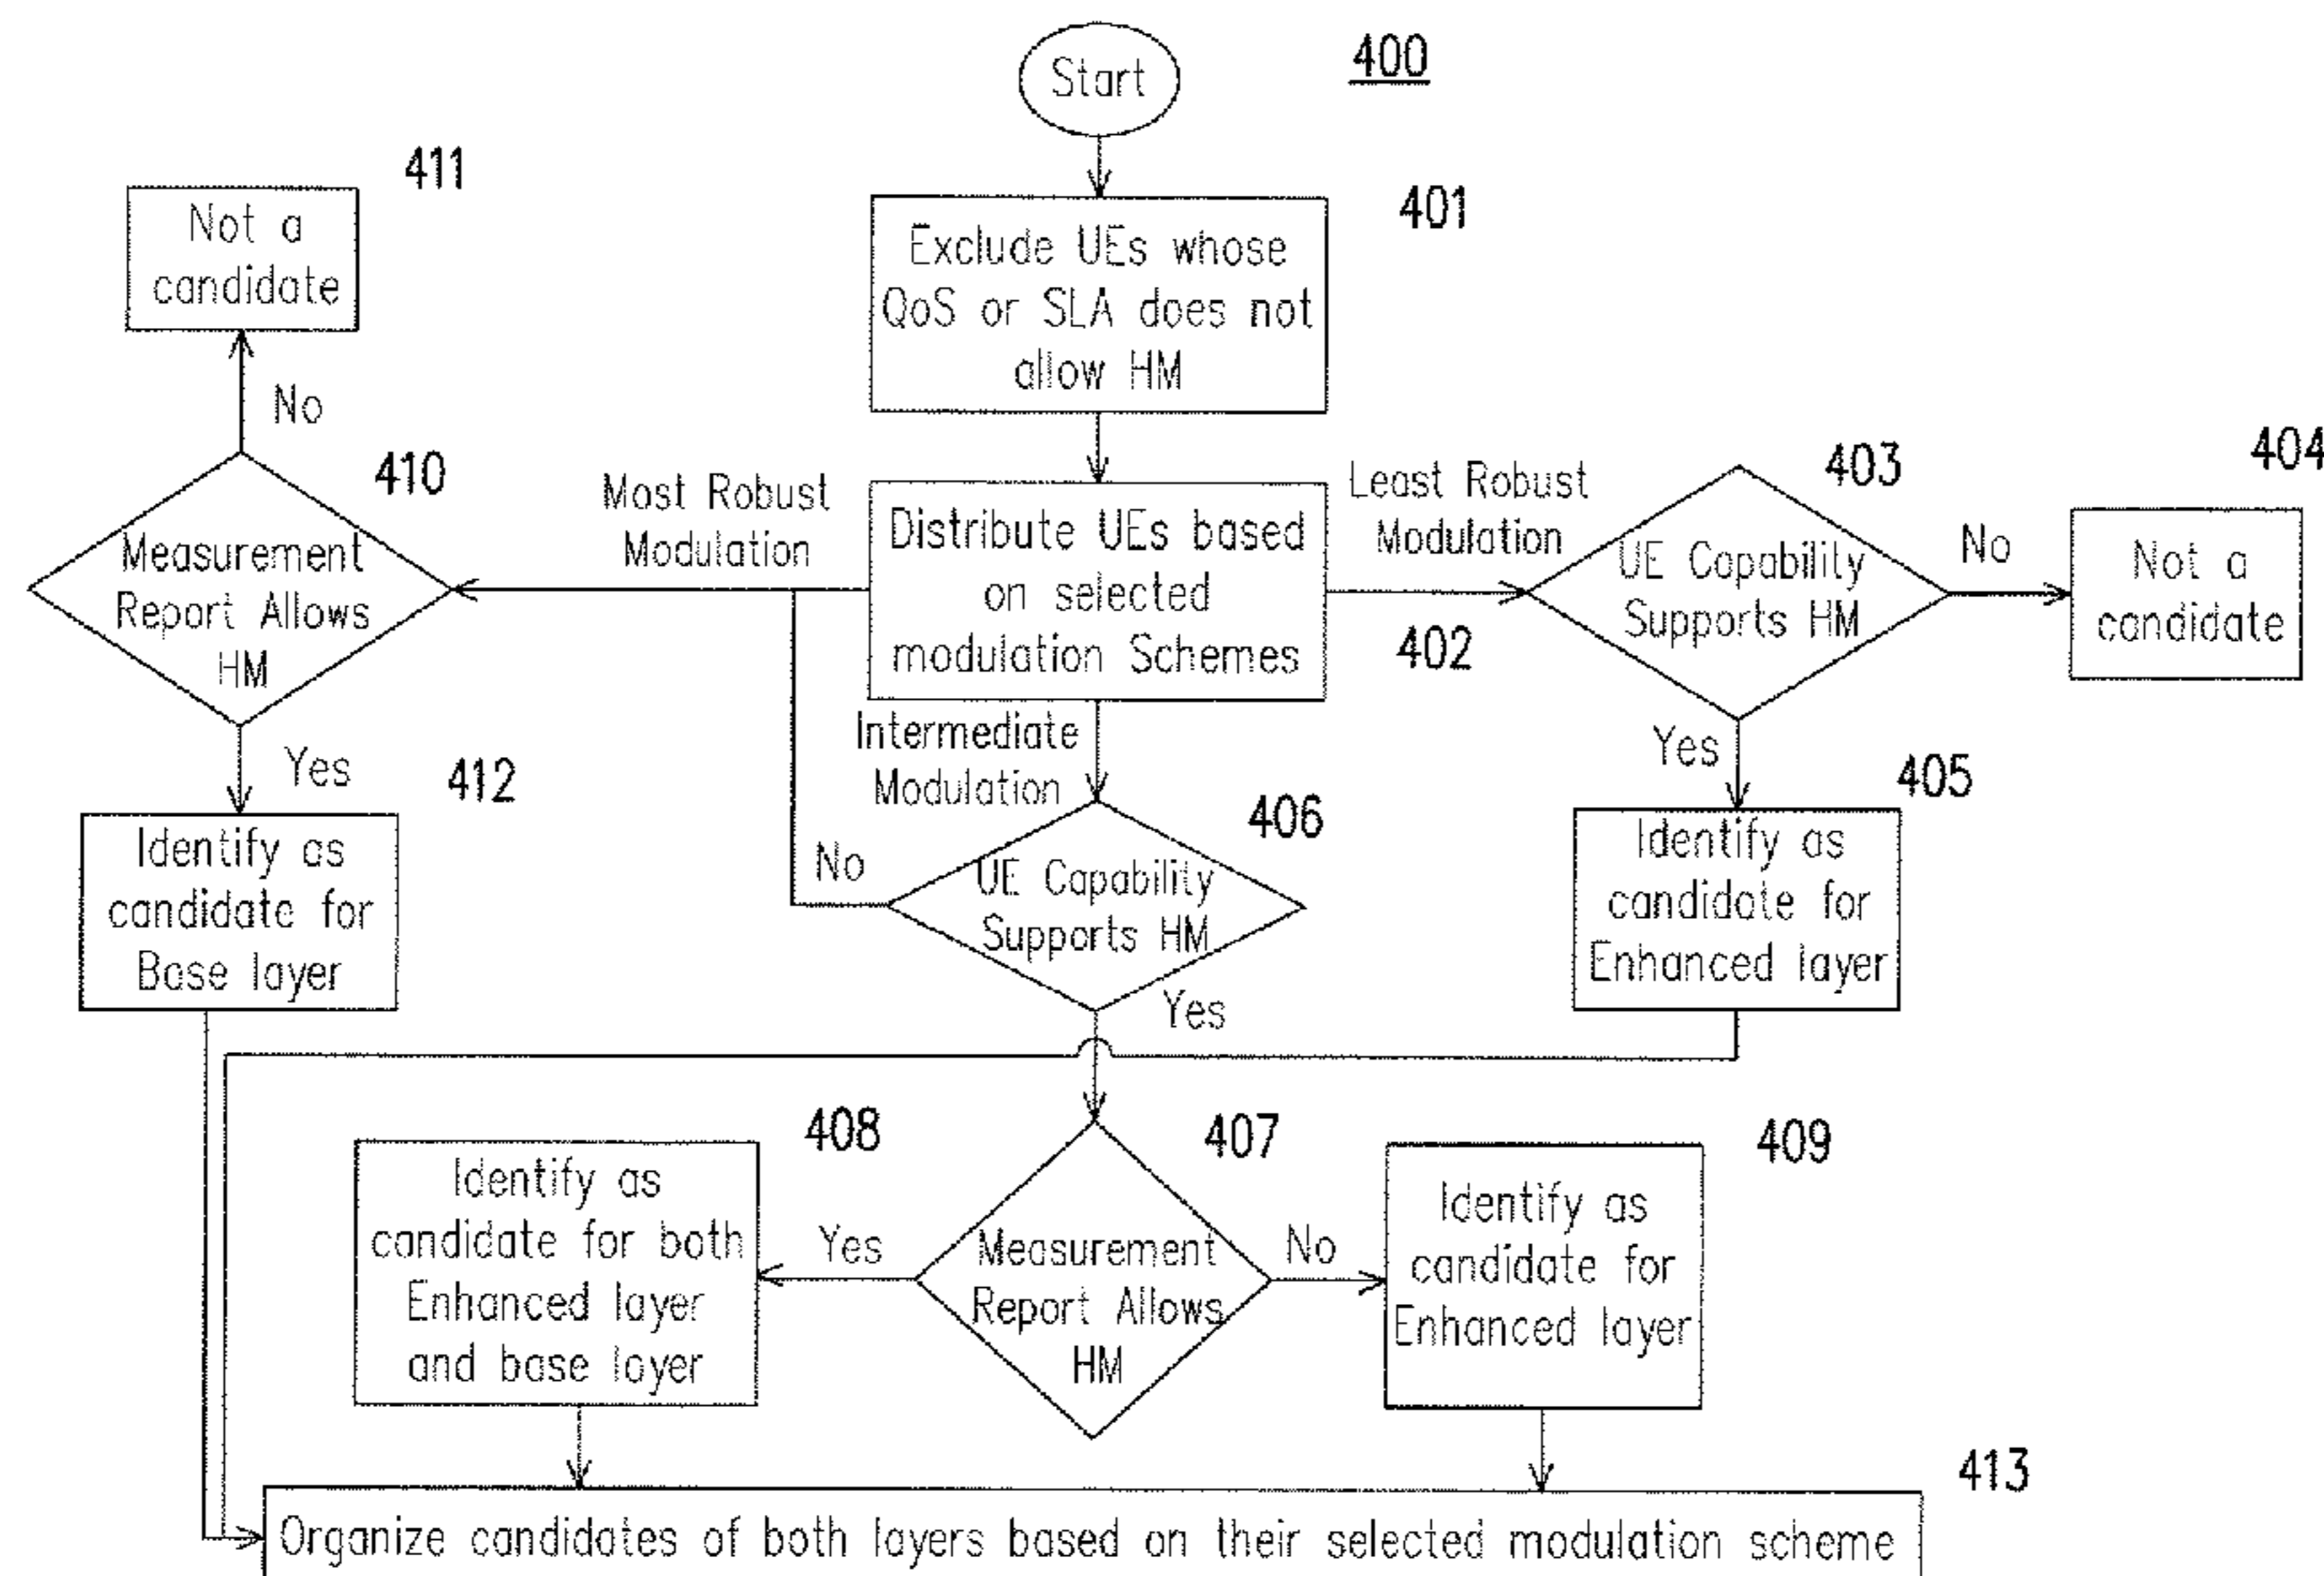 Start
400
411
Not a
candidate
401
Exclude UEs whose
QoS or SLA does not
allow HM
No
410
Measurement
Report Allows
HM
Most Robust
Modulation
Distribute UEs based
on selected
modulation Schemes
402
Least Robust
Modulation
403
UE Capability
Supports HM
No
404
Not a
candidate
Yes
412
Identify as
candidate for
Base layer
Intermediate
Modulation
406
No
UE Capability
Supports HM
Yes
Yes
405
Identify as
candidate for
Enhanced layer
408
Identify as
candidate for both
Enhanced layer
and base layer
Yes
407
Measurement
Report Allows
HM
No
409
Identify as
candidate for
Enhanced layer
413
Organize candidates of both layers based on their selected modulation scheme